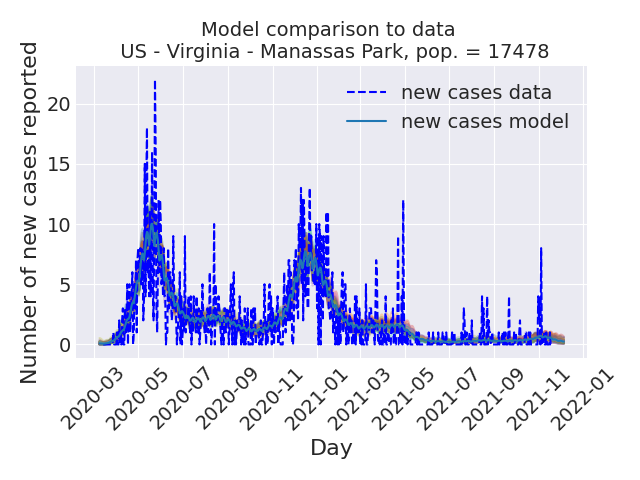 Model comparison to data
US - Virginia - Manassas Park, pop. = 17478
Number of new cases reported
20
15
10
5
0
new cases data
new cases model
2020-03
2020-05
2020-07
2020-09
2020-11
2021-01
2021-03
2021-05
2021-07
2021-09
2021-11
2022-01
Day